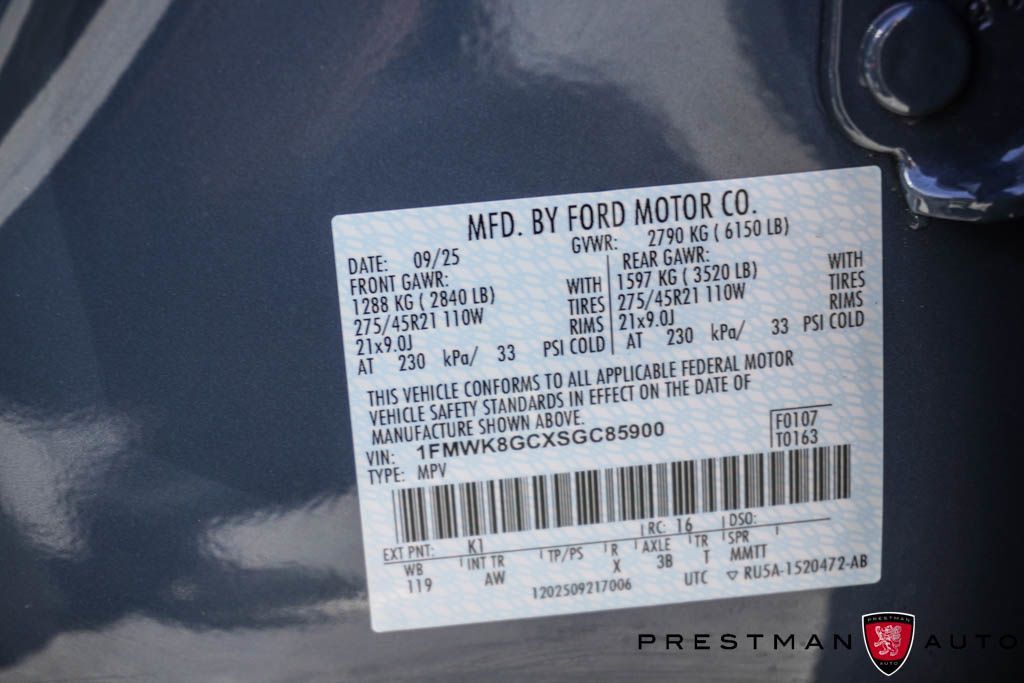 MFD. BY FORD MOTOR CO.
DATE: 09/25 GVWR: 2790 KG ( 6150 LB)
FRONT GAWR: REAR GAWR:
1288 KG ( 2840 LB) WITH 1597 KG ( 3520 LB) WITH
275/45R21 110W TIRES 275/45R21 110W TIRES
21x9.0J RIMS 21x9.0J RIMS
AT 230 kPa/ 33 PSI COLD AT 230 kPa/ 33 PSI COLD
THIS VEHICLE CONFORMS TO ALL APPLICABLE FEDERAL MOTOR
VEHICLE SAFETY STANDARDS IN EFFECT ON THE DATE OF
MANUFACTURE SHOWN ABOVE.
VIN: 1FMWK8GCXSGC85900 F0107
TYPE: MPV T0163
EXT PNT: K1 RC: 16 DSO:
WB INT TR TP/PS R AXLE TR SPR
119 AW X 3B T MMTT
1202509217006 UTC ▽ RU5A-1520472-AB
PRESTMAN AUTO
PRESTMAN
AUTO